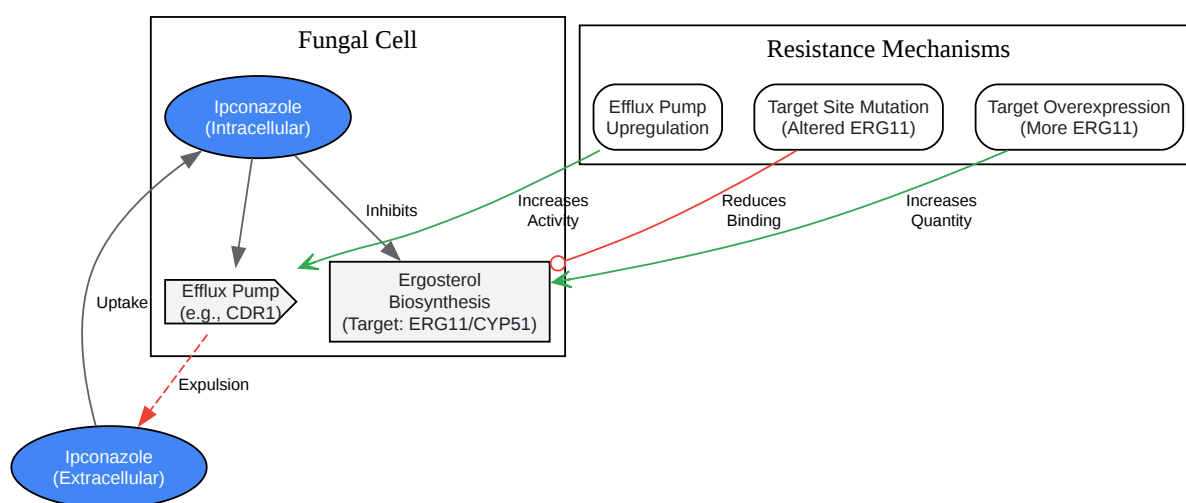 Fungal Cell
Resistance Mechanisms
Ipconazole
(Intracellular)
Efflux Pump
Upregulation
Target Site Mutation
(Altered ERG11)
Target Overexpression
(More ERG11)
Inhibits
Increases
Activity
Reduces
Binding
Increases
Quantity
Uptake
Efflux Pump
(e.g., CDR1)
Ergosterol
Biosynthesis
(Target: ERG11/CYP51)
Expulsion
Ipconazole
(Extracellular)